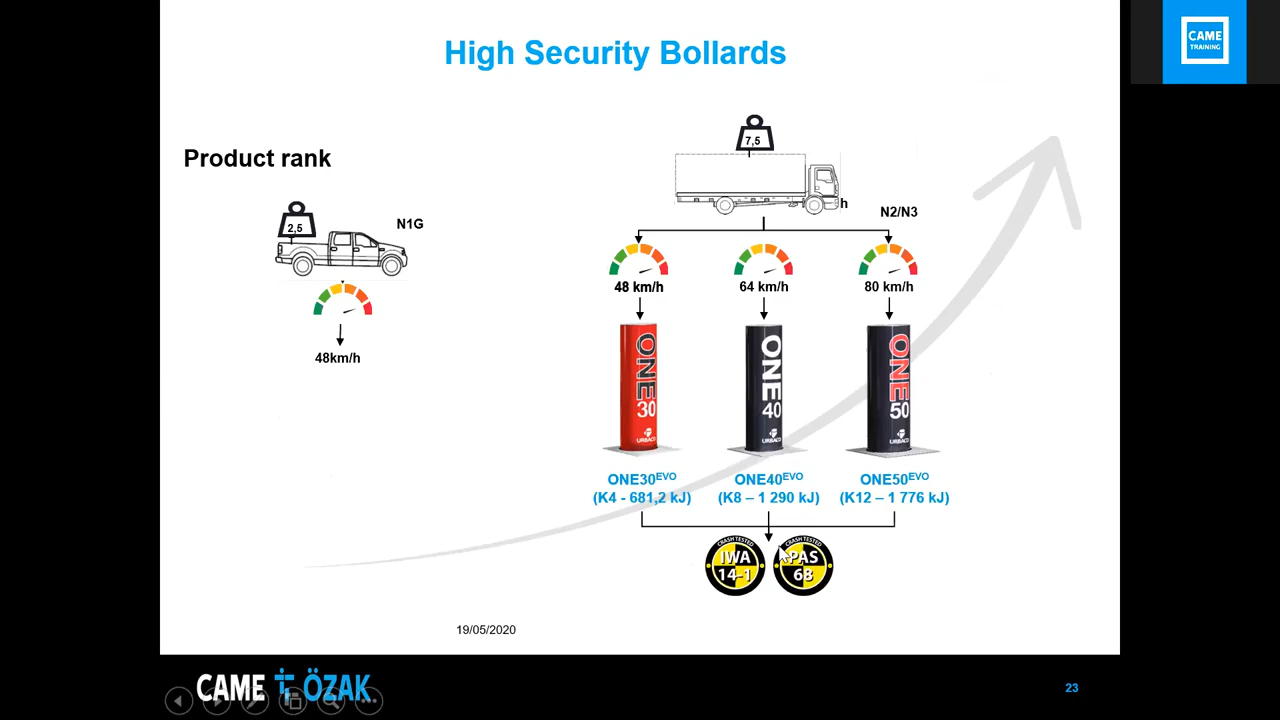 High Security Bollards
CAME
TRAINING
Product rank
7,5
h
N2/N3
2,5
N1G
48 km/h
64 km/h
80 km/h
48km/h
ONE
30
URBACO
ONE
40
URBACO
ONE
50
URBACO
ONE30EVO
(K4 - 681,2 kJ)
ONE40EVO
(K8 – 1 290 kJ)
ONE50EVO
(K12 – 1 776 kJ)
CRASH TESTED
IWA
14-1
CRASH TESTED
PAS
68
19/05/2020
CAME ÖZAK
23